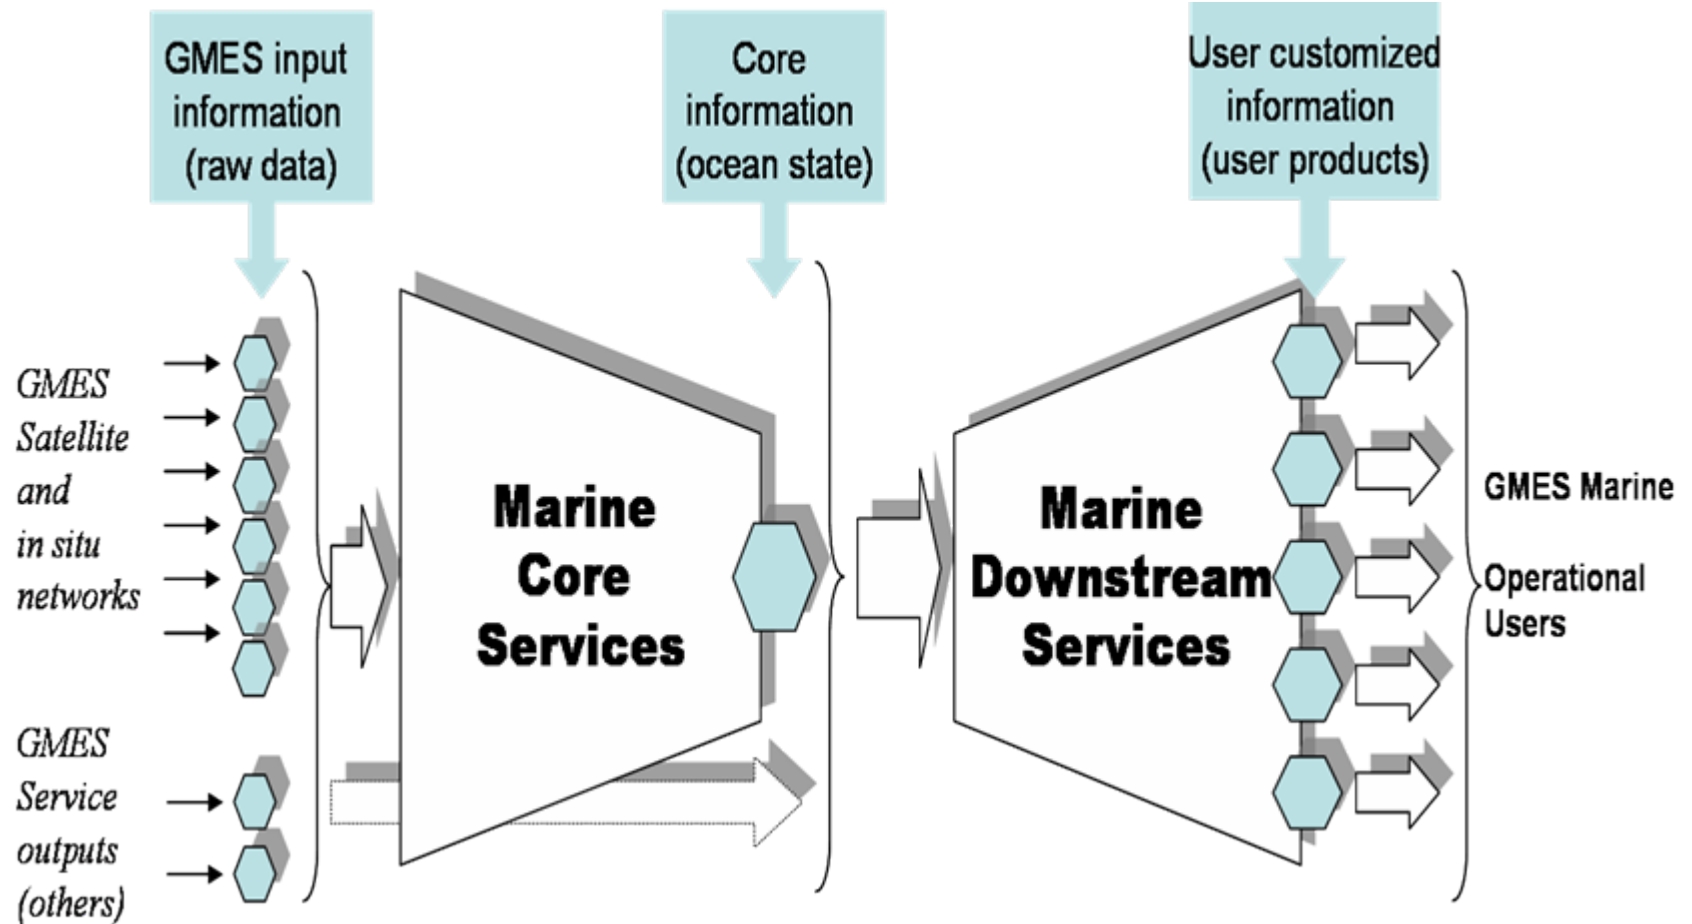 GMES input
information
(raw data)
Core
information
(ocean state)
User customized
information
(user products)
GMES
Satellite
and
in situ
networks
GMES
Service
outputs
(others)
Marine
Core
Services
Marine
Downstream
Services
GMES Marine
Operational
Users